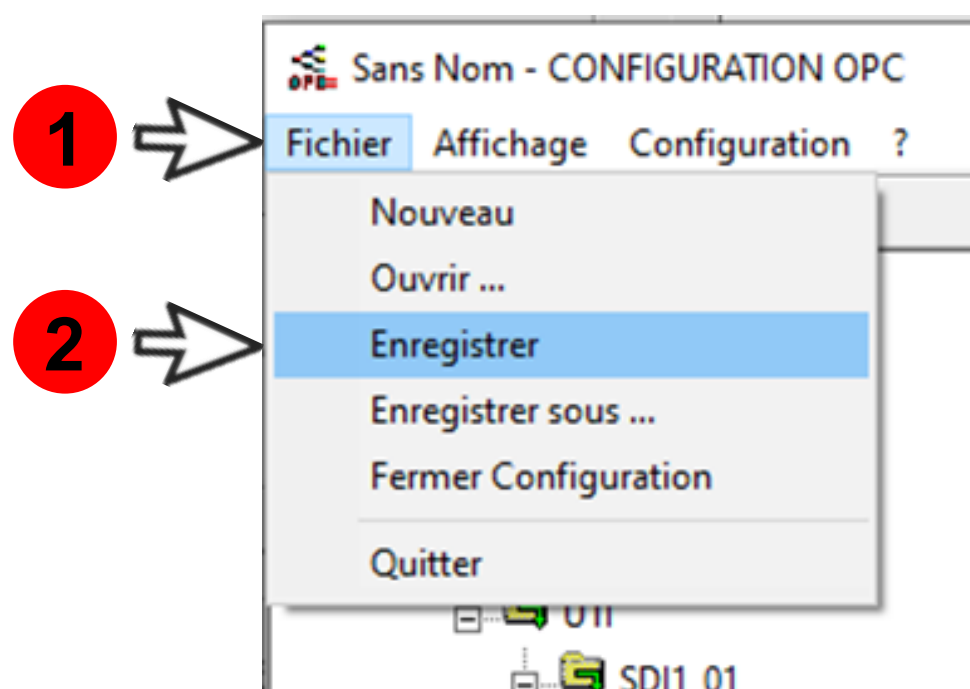 Sans Nom - CONFIGURATION OPC
1
Fichier Affichage Configuration ?
Nouveau
Ouvrir ...
2
Enregistrer
Enregistrer sous ...
Fermer Configuration
Quitter
SDI1_01